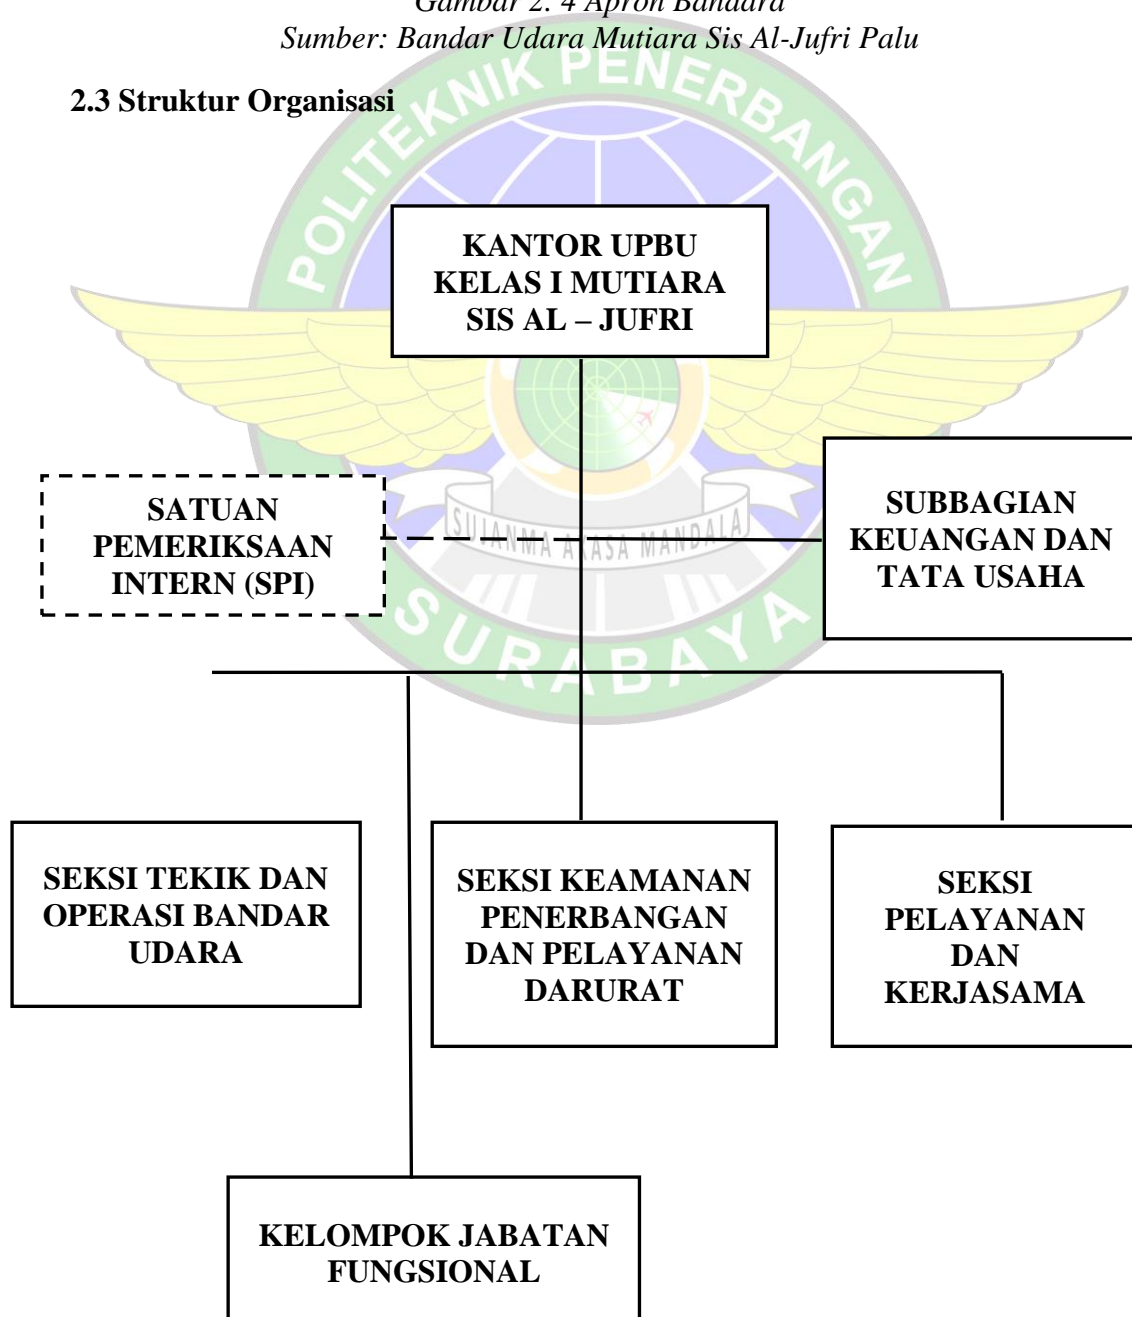 Gambar 2. 4 Apron Bandara
Sumber: Bandar Udara Mutiara Sis Al-Jufri Palu
2.3 Struktur Organisasi
POLITEKNIK PENERBANGAN
KANTOR UPBU
KELAS I MUTIARA
SIS AL – JUFRI
SATUAN
PEMERIKSAAN
INTERN (SPI)
SUBBAGIAN
KEUANGAN DAN
TATA USAHA
SURABAYA
SEKSI TEKIK DAN
OPERASI BANDAR
UDARA
SEKSI KEAMANAN
PENERBANGAN
DAN PELAYANAN
DARURAT
SEKSI
PELAYANAN
DAN
KERJASAMA
KELOMPOK JABATAN
FUNGSIONAL